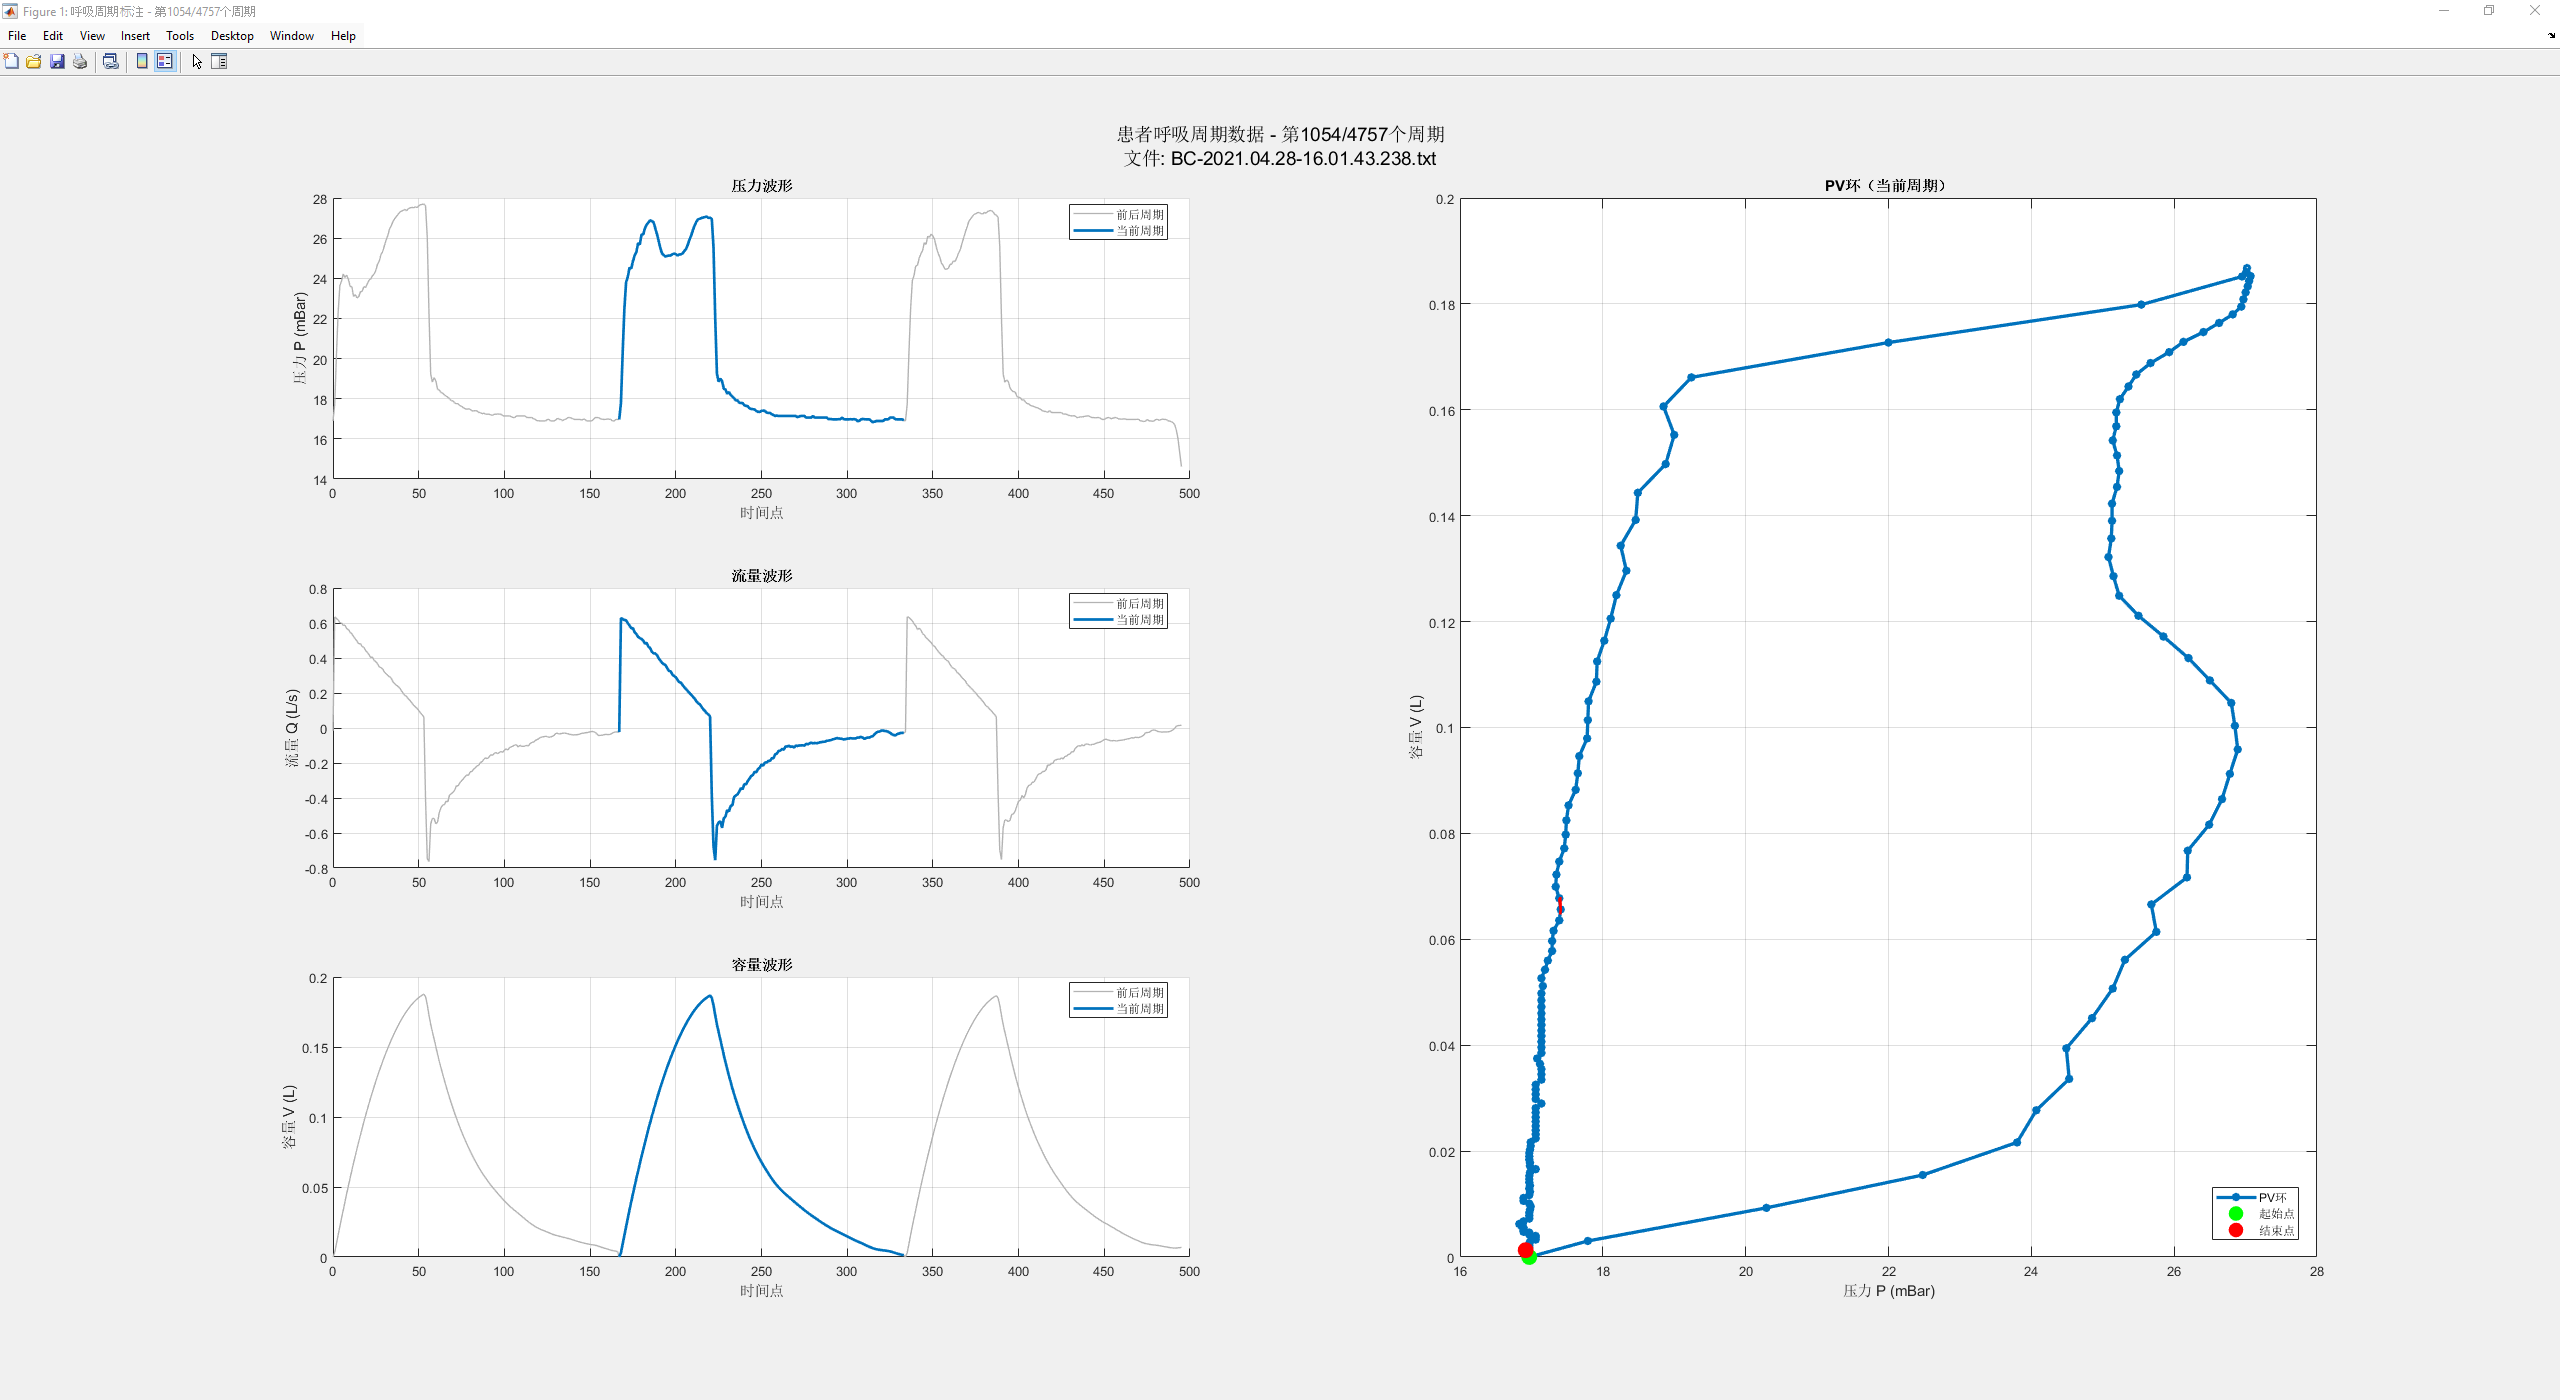 Figure 1: 呼吸周期标注 - 第1054/4757个周期
File Edit View Insert Tools Desktop Window Help
患者呼吸周期数据 - 第1054/4757个周期
文件: BC-2021.04.28-16.01.43.238.txt
压力波形
28
26
24
22
20
18
16
14
压力 P (mBar)
前后周期
当前周期
0 50 100 150 200 250 300 350 400 450 500
时间点
流量波形
0.8
0.6
0.4
0.2
0
-0.2
-0.4
-0.6
-0.8
流量 Q (L/s)
前后周期
当前周期
0 50 100 150 200 250 300 350 400 450 500
时间点
容量波形
0.2
0.15
0.1
0.05
0
容量 V (L)
前后周期
当前周期
0 50 100 150 200 250 300 350 400 450 500
时间点
PV环（当前周期）
0.2
0.18
0.16
0.14
0.12
0.1
0.08
0.06
0.04
0.02
0
容量 V (L)
PV环
起始点
结束点
16 18 20 22 24 26 28
压力 P (mBar)